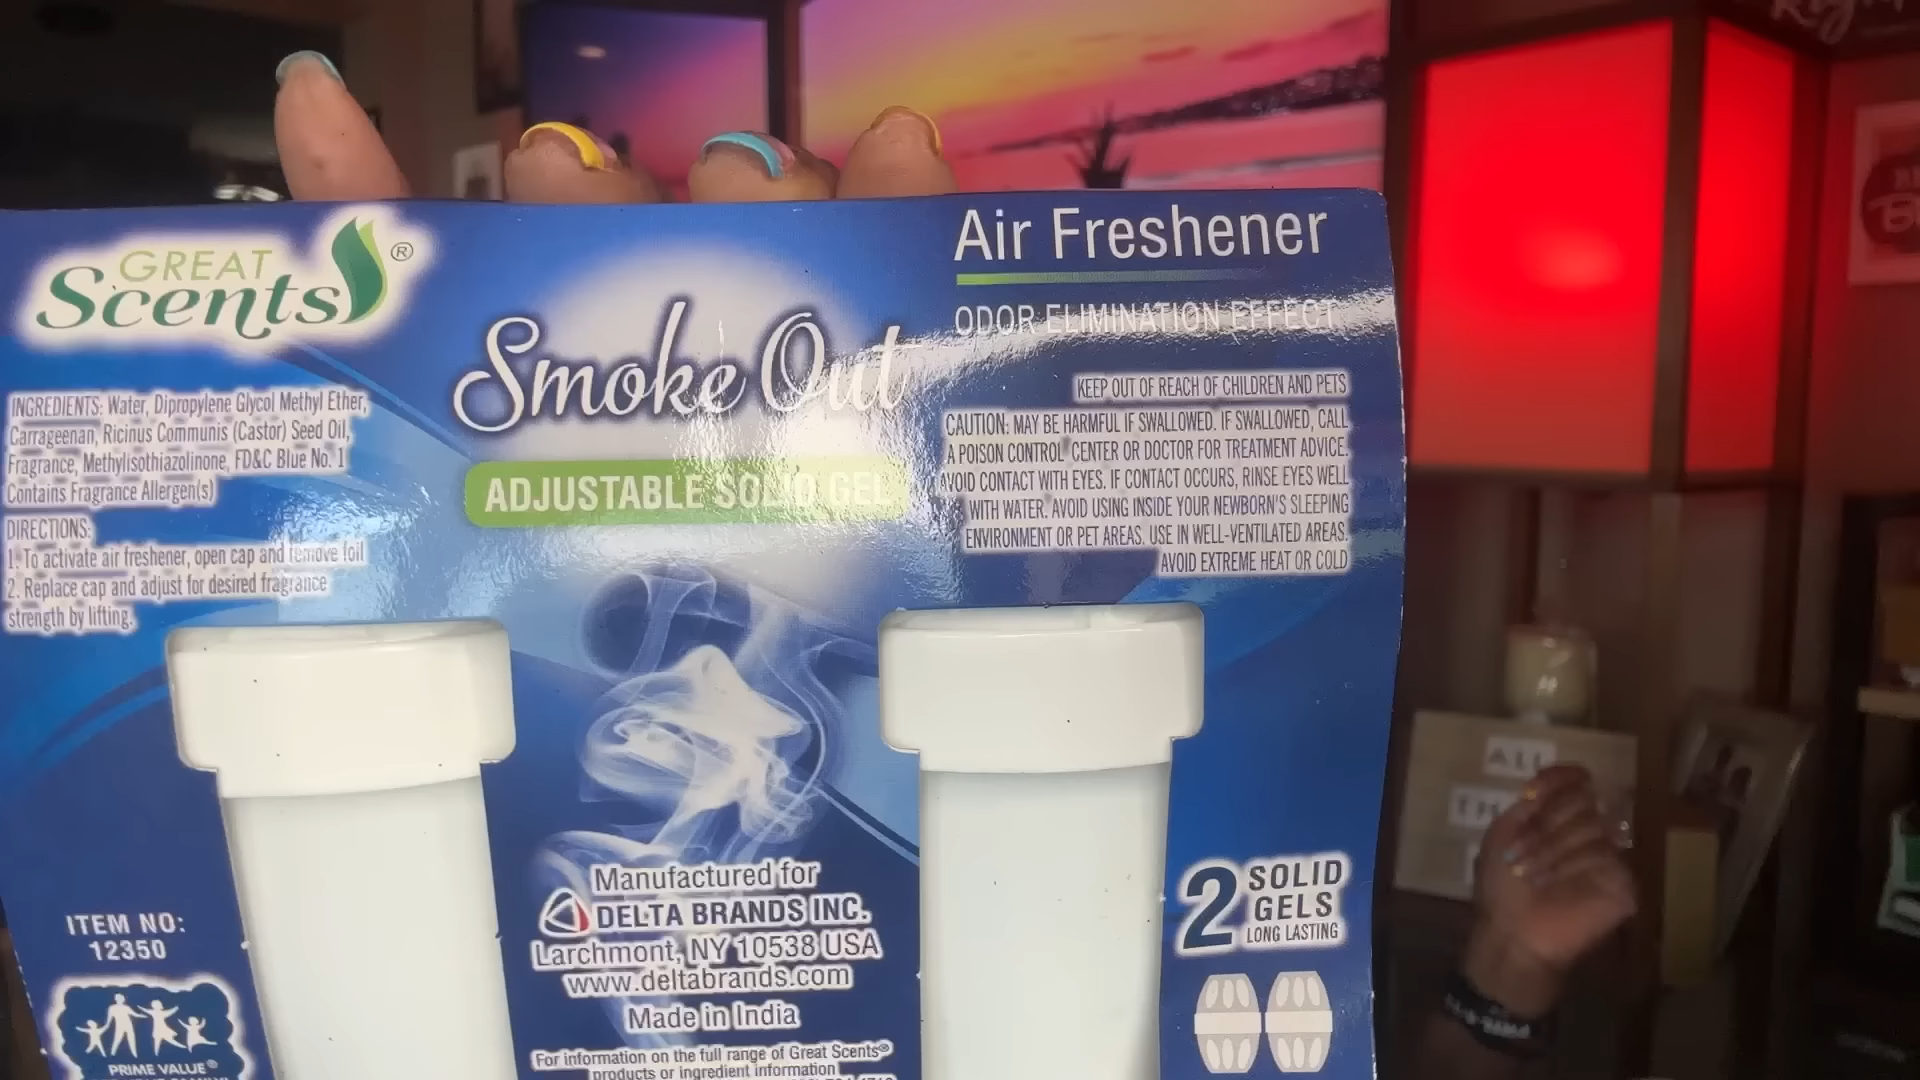 GREAT
Scents®
INGREDIENTS: Water, Dipropylene Glycol Methyl Ether,
Carrageenan, Ricinus Communis (Castor) Seed Oil,
Fragrance, Methylisothiazolinone, FD&C Blue No. 1
Contains Fragrance Allergen(s)
DIRECTIONS:
1. To activate air freshener, open cap and remove foil
2. Replace cap and adjust for desired fragrance
strength by lifting.
Smoke Out
ADJUSTABLE SOLID GEL
Air Freshener
ODOR ELIMINATION EFFECT
KEEP OUT OF REACH OF CHILDREN AND PETS
CAUTION: MAY BE HARMFUL IF SWALLOWED. IF SWALLOWED, CALL
A POISON CONTROL CENTER OR DOCTOR FOR TREATMENT ADVICE.
AVOID CONTACT WITH EYES. IF CONTACT OCCURS, RINSE EYES WELL
WITH WATER. AVOID USING INSIDE YOUR NEWBORN'S SLEEPING
ENVIRONMENT OR PET AREAS. USE IN WELL-VENTILATED AREAS.
AVOID EXTREME HEAT OR COLD
ITEM NO:
12350
PRIME VALUE®
Manufactured for
DELTA BRANDS INC.
Larchmont, NY 10538 USA
www.deltabrands.com
Made in India
For information on the full range of Great Scents®
products or ingredient information
2 SOLID
GELS
LONG LASTING
ALL